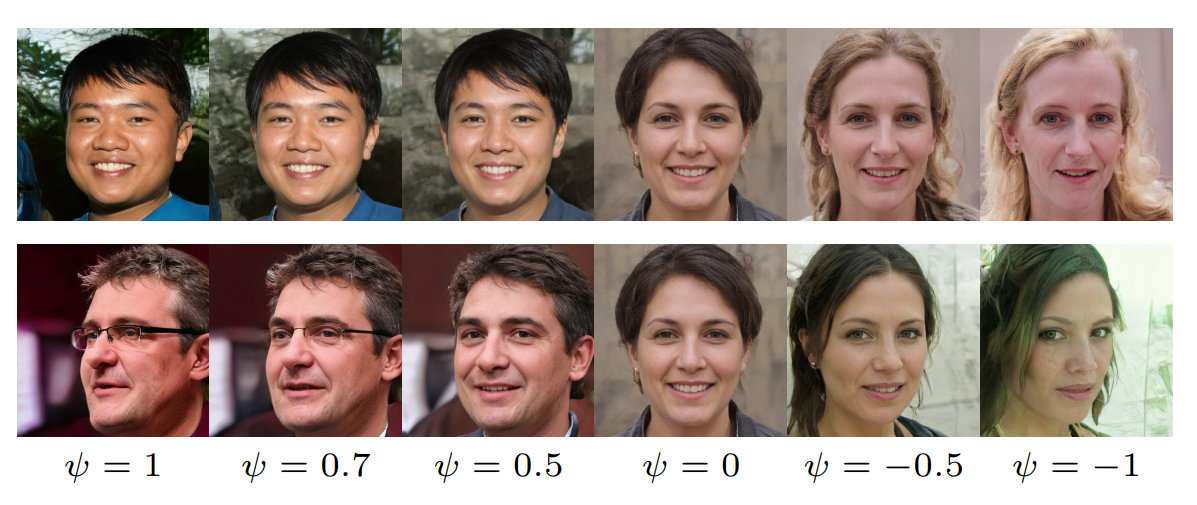 ψ = 1 ψ = 0.7 ψ = 0.5 ψ = 0 ψ = −0.5 ψ = −1